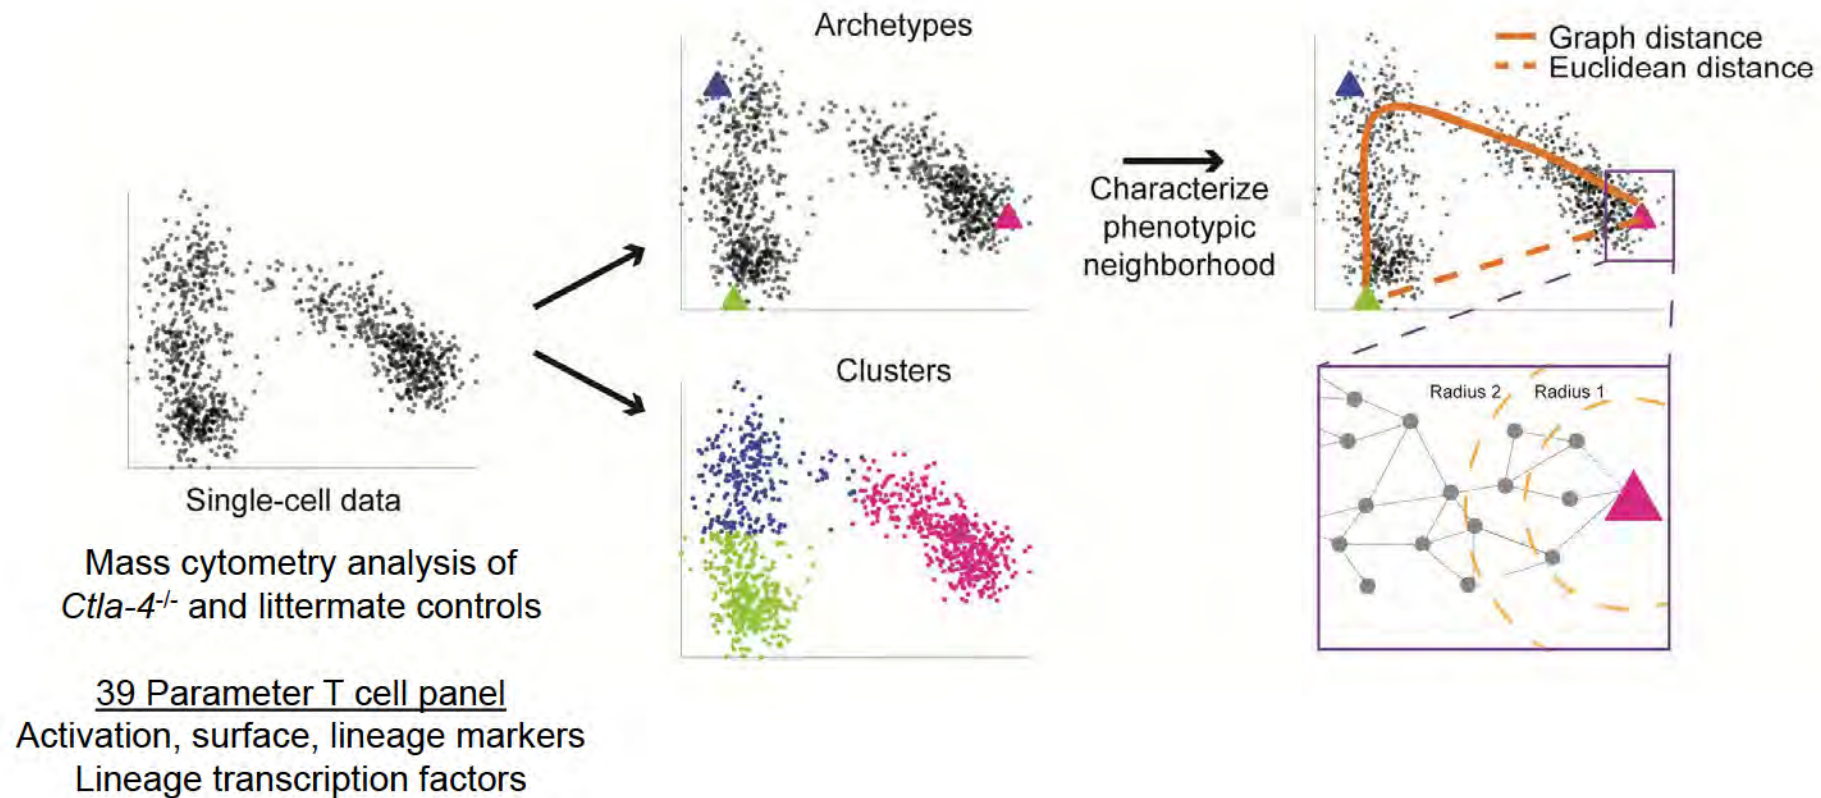 Archetypes
Graph distance
Euclidean distance
Characterize
phenotypic
neighborhood
Clusters
Radius 2
Radius 1
Single-cell data
Mass cytometry analysis of
Ctla-4-/- and littermate controls
39 Parameter T cell panel
Activation, surface, lineage markers
Lineage transcription factors